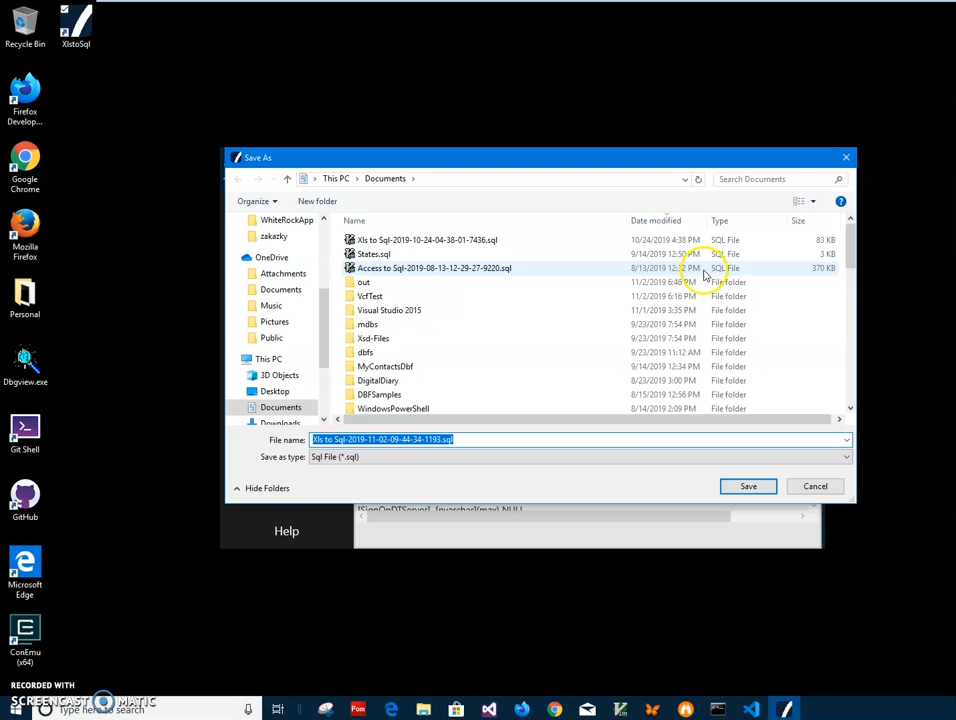 Recycle Bin
XlstoSql
Firefox
Develop...
Google
Chrome
Mozilla
Firefox
Personal
Dbgview.exe
Git Shell
GitHub
Microsoft
Edge
ConEmu
(x64)
Save As
This PC > Documents >
Search Documents
Organize
New folder
WhiteRockApp
zakazky
OneDrive
Attachments
Documents
Music
Pictures
Public
This PC
3D Objects
Desktop
Documents
Downloads
Name Date modified Type Size
Xls to Sql-2019-10-24-04-38-01-7436.sql 10/24/2019 4:38 PM SQL File 83 KB
States.sql 9/14/2019 12:50 PM SQL File 3 KB
Access to Sql-2019-08-13-12-29-27-9220.sql 8/13/2019 12:32 PM SQL File 370 KB
out 11/2/2019 6:46 PM File folder
VcfTest 11/2/2019 6:16 PM File folder
Visual Studio 2015 11/1/2019 3:35 PM File folder
mdbs 9/23/2019 7:54 PM File folder
Xsd-Files 9/23/2019 7:54 PM File folder
dbfs 9/23/2019 11:12 AM File folder
MyContactsDbf 9/14/2019 12:34 PM File folder
DigitalDiary 8/23/2019 3:00 PM File folder
DBFSamples 8/15/2019 12:56 PM File folder
WindowsPowerShell 8/14/2019 2:09 PM File folder
File name: Xls to Sql-2019-11-02-09-44-34-1193.sql
Save as type: Sql File (*.sql)
Hide Folders
Save
Cancel
[SignOnDTServer] [nvarchar](max) NULL
Help
RECORDED WITH
SCREENCAST MATIC
Type here to search
Pom